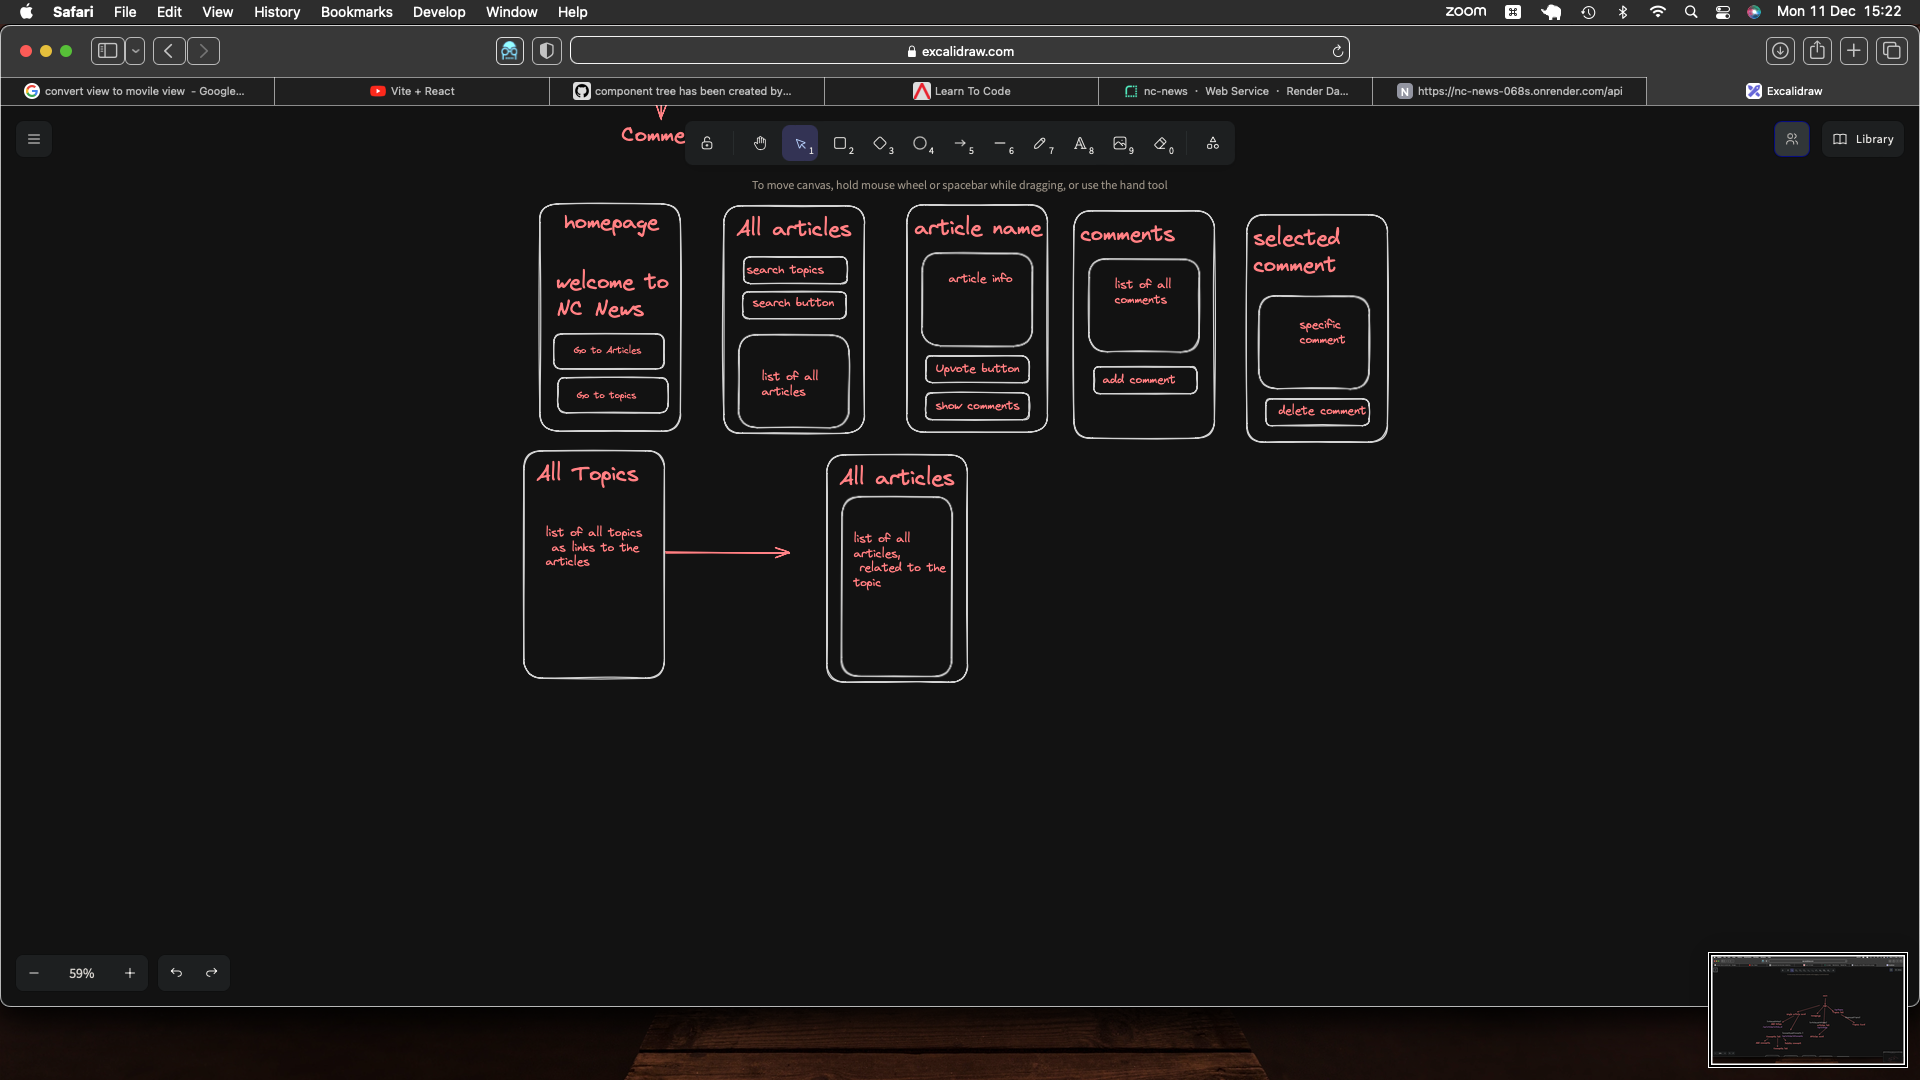 Safari File Edit View History Bookmarks Develop Window Help
zoom Mon 11 Dec 15:22
excalidraw.com
convert view to movile view - Google...
Vite + React
component tree has been created by...
Learn To Code
nc-news · Web Service · Render Da...
N https://nc-news-068s.onrender.com/api
Excalidraw
Comme
1 2 3 4 5 6 7 A 8 9 0
Library
To move canvas, hold mouse wheel or spacebar while dragging, or use the hand tool
homepage
welcome to
NC News
Go to Articles
Go to topics
All articles
search topics
search button
list of all
articles
article name
article info
Upvote button
show comments
comments
list of all
comments
add comment
selected
comment
specific
comment
delete comment
All Topics
list of all topics
as links to the
articles
All articles
list of all
articles,
related to the
topic
59%